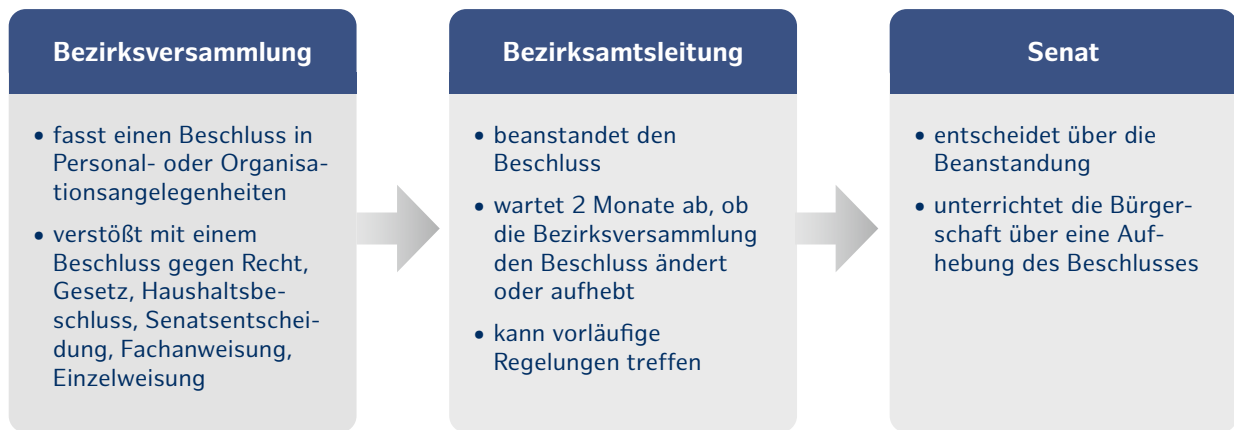 Bezirksversammlung
• fasst einen Beschluss in
Personal- oder Organisa-
tionsangelegenheiten
• verstößt mit einem
Beschluss gegen Recht,
Gesetz, Haushaltsbe-
schluss, Senatsentschei-
dung, Fachanweisung,
Einzelweisung
Bezirksamtsleitung
• beanstandet den
Beschluss
• wartet 2 Monate ab, ob
die Bezirksversammlung
den Beschluss ändert
oder aufhebt
• kann vorläufige
Regelungen treffen
Senat
• entscheidet über die
Beanstandung
• unterrichtet die Bürger-
schaft über eine Auf-
hebung des Beschlusses